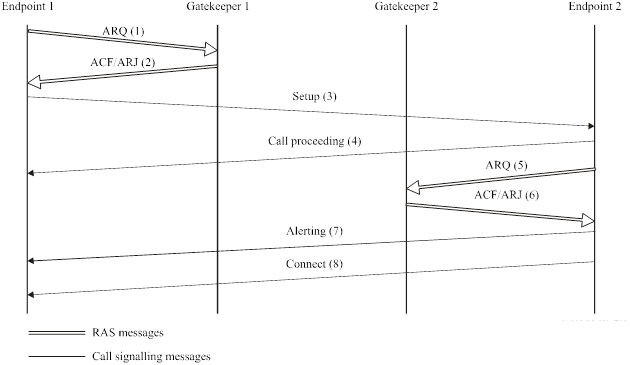 Endpoint 1 Gatekeeper 1 Gatekeeper 2 Endpoint 2
ARQ (1)
ACF/ARJ (2)
Setup (3)
Call proceeding (4)
ARQ (5)
ACF/ARJ (6)
Alerting (7)
Connect (8)
RAS messages
Call signalling messages